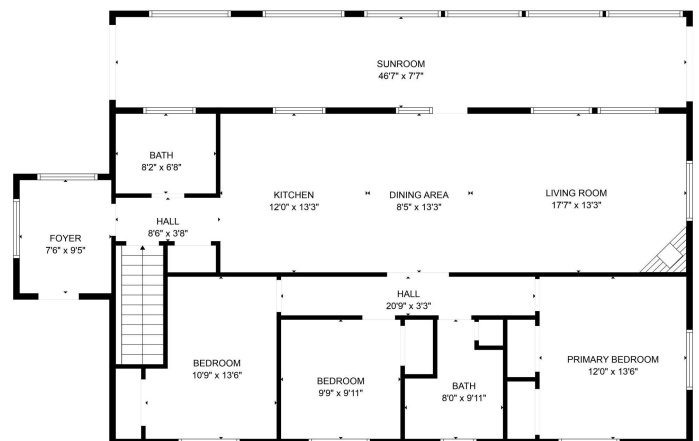 SUNROOM
46'7" x 7'7"
BATH
8'2" x 6'8"
KITCHEN
12'0" x 13'3"
DINING AREA
8'5" x 13'3"
LIVING ROOM
17'7" x 13'3"
HALL
8'6" x 3'8"
FOYER
7'6" x 9'5"
HALL
20'9" x 3'3"
BEDROOM
10'9" x 13'6"
BEDROOM
9'9" x 9'11"
BATH
8'0" x 9'11"
PRIMARY BEDROOM
12'0" x 13'6"